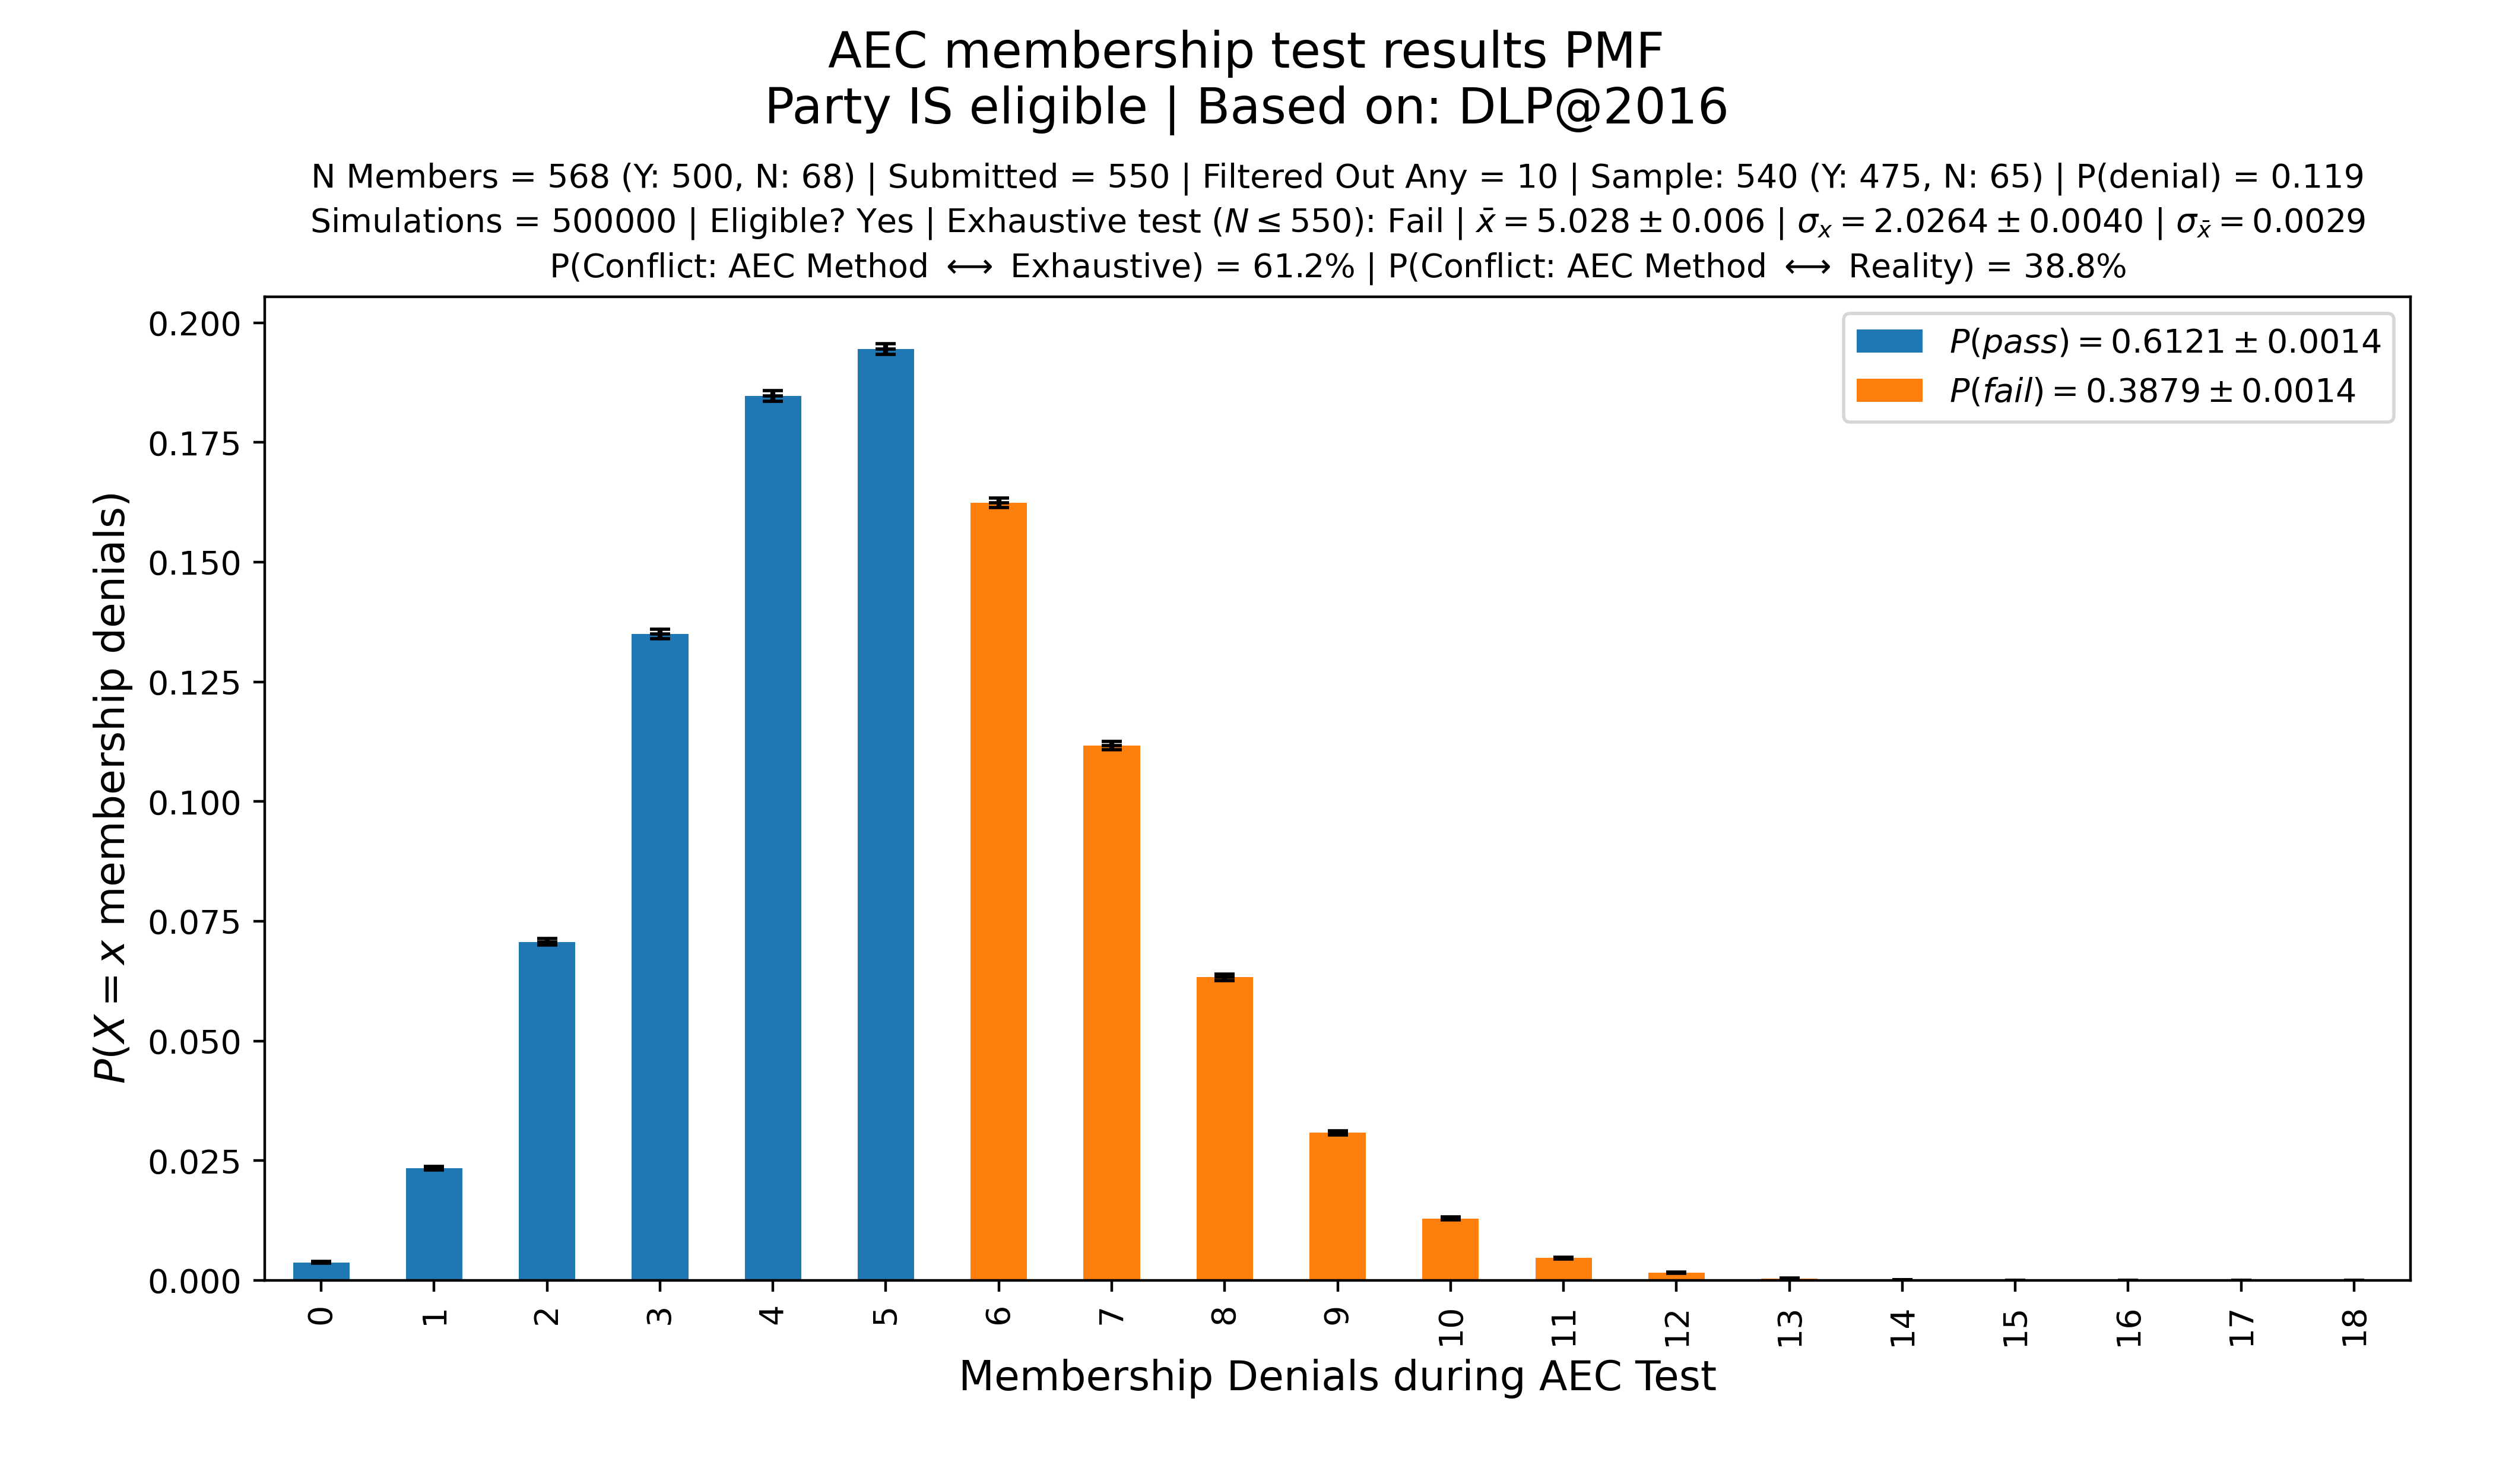 AEC membership test results PMF
Party IS eligible | Based on: DLP@2016
N Members = 568 (Y: 500, N: 68) | Submitted = 550 | Filtered Out Any = 10 | Sample: 540 (Y: 475, N: 65) | P(denial) = 0.119
Simulations = 500000 | Eligible? Yes | Exhaustive test (N ≤ 550): Fail | x̄ = 5.028 ± 0.006 | σₓ = 2.0264 ± 0.0040 | σ_x̄ = 0.0029
P(Conflict: AEC Method ⟷ Exhaustive) = 61.2% | P(Conflict: AEC Method ⟷ Reality) = 38.8%
P(pass) = 0.6121 ± 0.0014
P(fail) = 0.3879 ± 0.0014
P(X = x membership denials)
0.200
0.175
0.150
0.125
0.100
0.075
0.050
0.025
0.000
0 1 2 3 4 5 6 7 8 9 10 11 12 13 14 15 16 17 18
Membership Denials during AEC Test